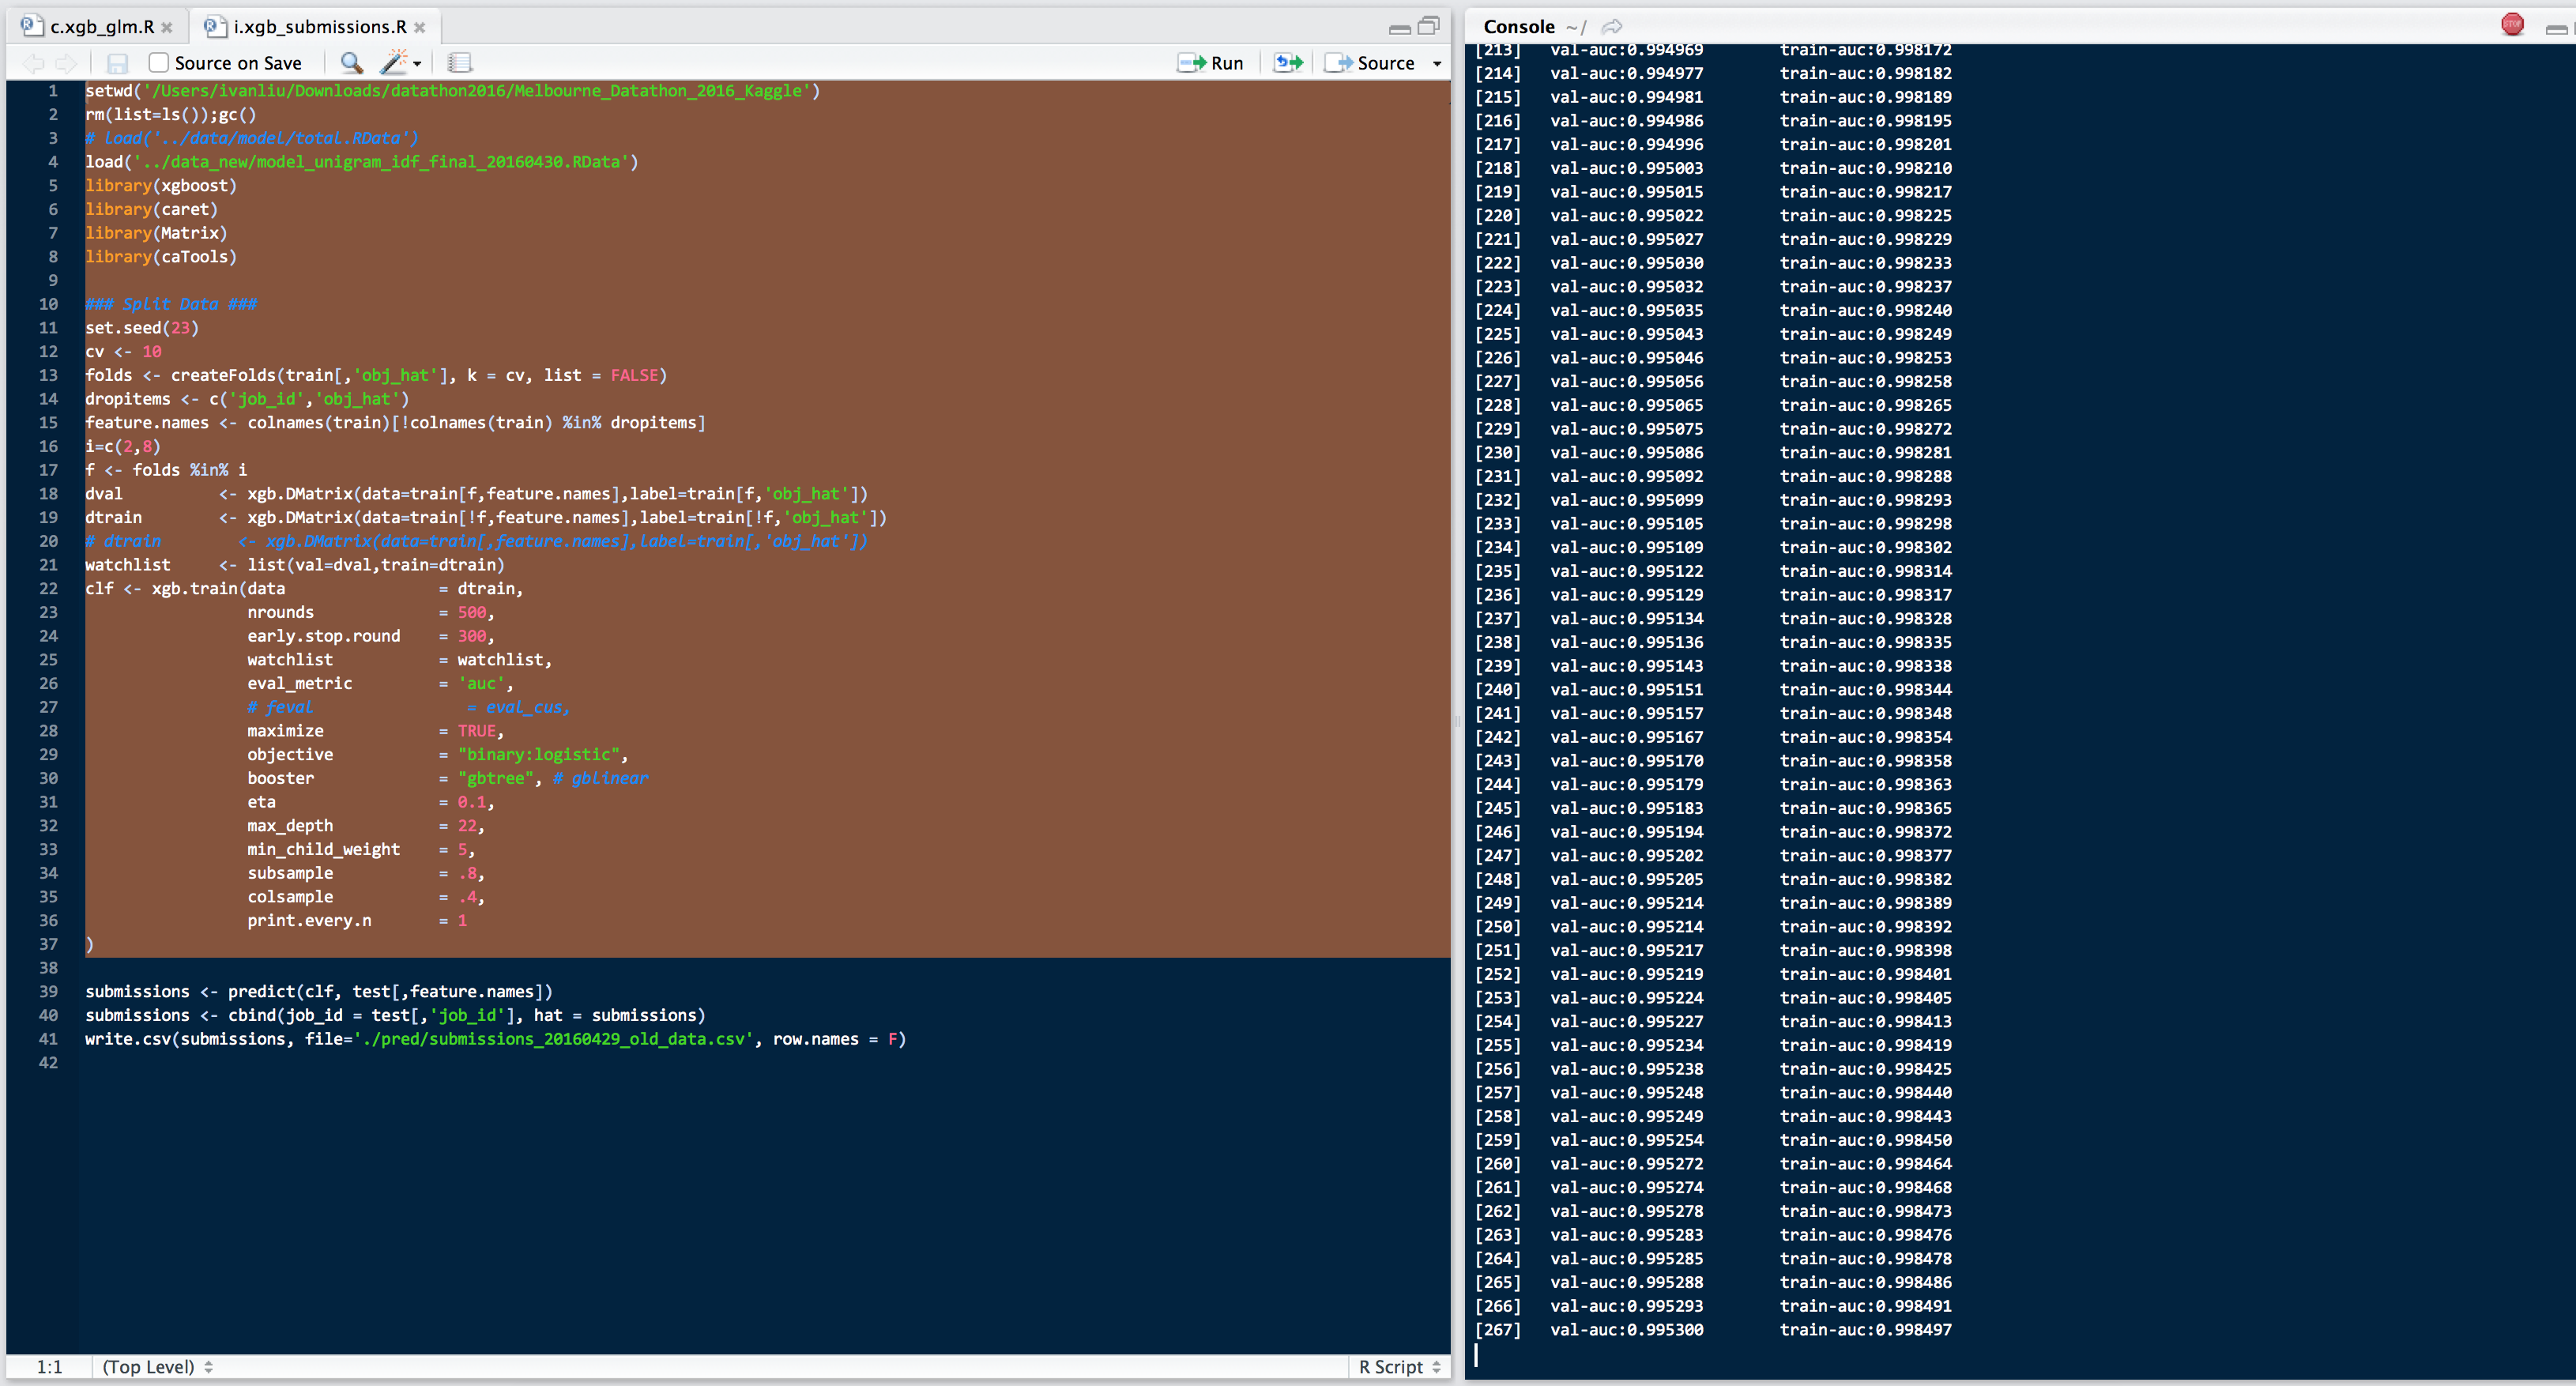 c.xgb_glm.R
i.xgb_submissions.R
Source on Save
Run
Source
1 setwd('/Users/ivanliu/Downloads/datathon2016/Melbourne_Datathon_2016_Kaggle')
2 rm(list=ls());gc()
3 # load('../data/model/total.RData')
4 load('../data_new/model_unigram_idf_final_20160430.RData')
5 library(xgboost)
6 library(caret)
7 library(Matrix)
8 library(caTools)
9
10 ### Split Data ###
11 set.seed(23)
12 cv <- 10
13 folds <- createFolds(train[,'obj_hat'], k = cv, list = FALSE)
14 dropitems <- c('job_id','obj_hat')
15 feature.names <- colnames(train)[!colnames(train) %in% dropitems]
16 i=c(2,8)
17 f <- folds %in% i
18 dval <- xgb.DMatrix(data=train[f,feature.names],label=train[f,'obj_hat'])
19 dtrain <- xgb.DMatrix(data=train[!f,feature.names],label=train[!f,'obj_hat'])
20 # dtrain <- xgb.DMatrix(data=train[,feature.names],label=train[,'obj_hat'])
21 watchlist <- list(val=dval,train=dtrain)
22 clf <- xgb.train(data = dtrain,
23 nrounds = 500,
24 early.stop.round = 300,
25 watchlist = watchlist,
26 eval_metric = 'auc',
27 # feval = eval_cus,
28 maximize = TRUE,
29 objective = "binary:logistic",
30 booster = "gbtree", # gblinear
31 eta = 0.1,
32 max_depth = 22,
33 min_child_weight = 5,
34 subsample = .8,
35 colsample = .4,
36 print.every.n = 1
37 )
38
39 submissions <- predict(clf, test[,feature.names])
40 submissions <- cbind(job_id = test[,'job_id'], hat = submissions)
41 write.csv(submissions, file='./pred/submissions_20160429_old_data.csv', row.names = F)
42
1:1 (Top Level) R Script
Console ~/
STOP
[213] val-auc:0.994969 train-auc:0.998172
[214] val-auc:0.994977 train-auc:0.998182
[215] val-auc:0.994981 train-auc:0.998189
[216] val-auc:0.994986 train-auc:0.998195
[217] val-auc:0.994996 train-auc:0.998201
[218] val-auc:0.995003 train-auc:0.998210
[219] val-auc:0.995015 train-auc:0.998217
[220] val-auc:0.995022 train-auc:0.998225
[221] val-auc:0.995027 train-auc:0.998229
[222] val-auc:0.995030 train-auc:0.998233
[223] val-auc:0.995032 train-auc:0.998237
[224] val-auc:0.995035 train-auc:0.998240
[225] val-auc:0.995043 train-auc:0.998249
[226] val-auc:0.995046 train-auc:0.998253
[227] val-auc:0.995056 train-auc:0.998258
[228] val-auc:0.995065 train-auc:0.998265
[229] val-auc:0.995075 train-auc:0.998272
[230] val-auc:0.995086 train-auc:0.998281
[231] val-auc:0.995092 train-auc:0.998288
[232] val-auc:0.995099 train-auc:0.998293
[233] val-auc:0.995105 train-auc:0.998298
[234] val-auc:0.995109 train-auc:0.998302
[235] val-auc:0.995122 train-auc:0.998314
[236] val-auc:0.995129 train-auc:0.998317
[237] val-auc:0.995134 train-auc:0.998328
[238] val-auc:0.995136 train-auc:0.998335
[239] val-auc:0.995143 train-auc:0.998338
[240] val-auc:0.995151 train-auc:0.998344
[241] val-auc:0.995157 train-auc:0.998348
[242] val-auc:0.995167 train-auc:0.998354
[243] val-auc:0.995170 train-auc:0.998358
[244] val-auc:0.995179 train-auc:0.998363
[245] val-auc:0.995183 train-auc:0.998365
[246] val-auc:0.995194 train-auc:0.998372
[247] val-auc:0.995202 train-auc:0.998377
[248] val-auc:0.995205 train-auc:0.998382
[249] val-auc:0.995214 train-auc:0.998389
[250] val-auc:0.995214 train-auc:0.998392
[251] val-auc:0.995217 train-auc:0.998398
[252] val-auc:0.995219 train-auc:0.998401
[253] val-auc:0.995224 train-auc:0.998405
[254] val-auc:0.995227 train-auc:0.998413
[255] val-auc:0.995234 train-auc:0.998419
[256] val-auc:0.995238 train-auc:0.998425
[257] val-auc:0.995248 train-auc:0.998440
[258] val-auc:0.995249 train-auc:0.998443
[259] val-auc:0.995254 train-auc:0.998450
[260] val-auc:0.995272 train-auc:0.998464
[261] val-auc:0.995274 train-auc:0.998468
[262] val-auc:0.995278 train-auc:0.998473
[263] val-auc:0.995283 train-auc:0.998476
[264] val-auc:0.995285 train-auc:0.998478
[265] val-auc:0.995288 train-auc:0.998486
[266] val-auc:0.995293 train-auc:0.998491
[267] val-auc:0.995300 train-auc:0.998497